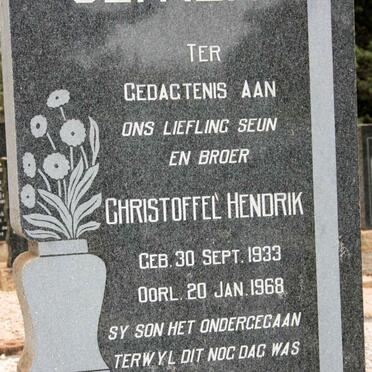 TER
GEDAGTENIS AAN
ONS LIEFLING SEUN
EN BROER
CHRISTOFFEL HENDRIK
GEB. 30 SEPT. 1933
OORL. 20 JAN. 1968
SY SON HET ONDERGEGAAN
TERWYL DIT NOG DAG WAS